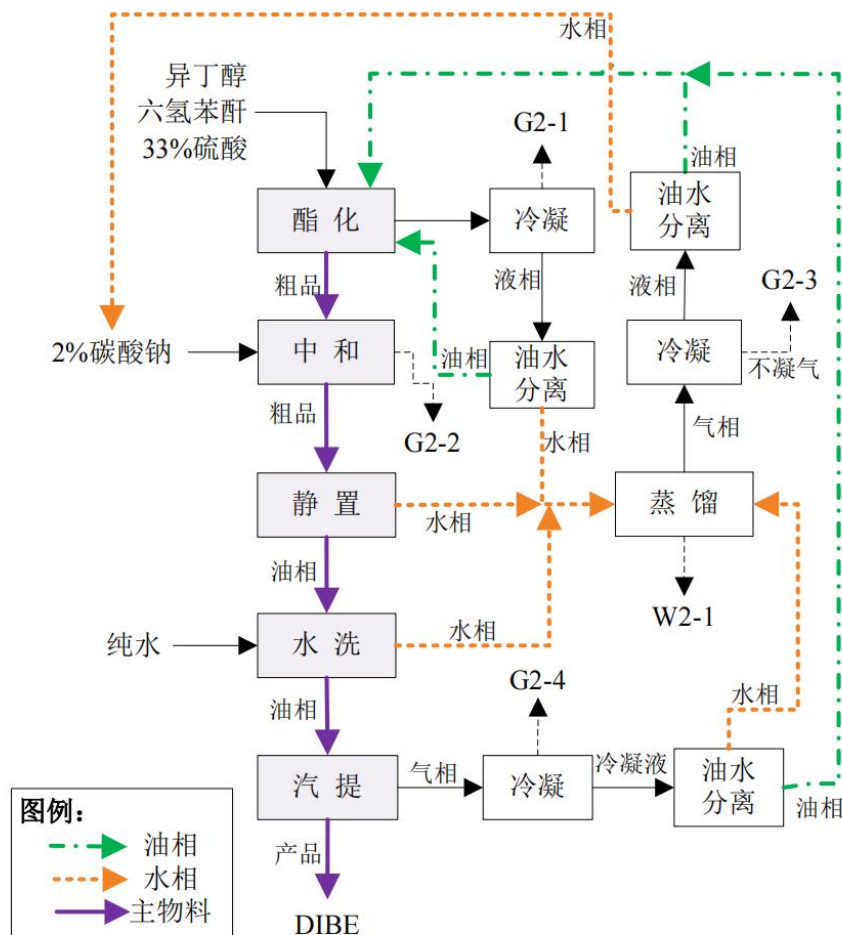 水相
异丁醇
六氢苯酐
33%硫酸
G2-1
油相
酯 化
冷凝
油水
分离
粗品
液相
液相
G2-3
2%碳酸钠
中 和
油相
油水
分离
冷凝
不凝气
粗品
G2-2
水相
气相
静 置
水相
蒸 馏
油相
W2-1
纯水
水 洗
水相
G2-4
水相
油相
汽 提
气相
冷凝
冷凝液
油水
分离
油相
图例：
油相
水相
主物料
产品
DIBE